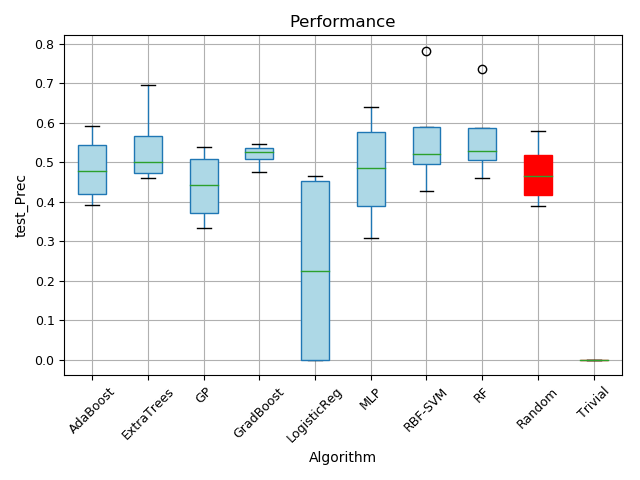 Performance
test_Prec
0.8
0.7
0.6
0.5
0.4
0.3
0.2
0.1
0.0
AdaBoost
ExtraTrees
GP
GradBoost
LogisticReg
MLP
RBF-SVM
RF
Random
Trivial
Algorithm